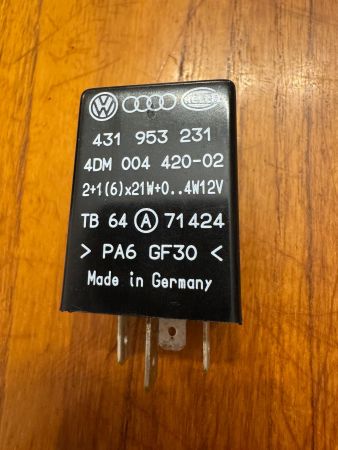 HELLA
431 953 231
4DM 004 420-02
2+1(6)x21W+0..4W12V
TB 64 A 71424
> PA6 GF30 <
Made in Germany